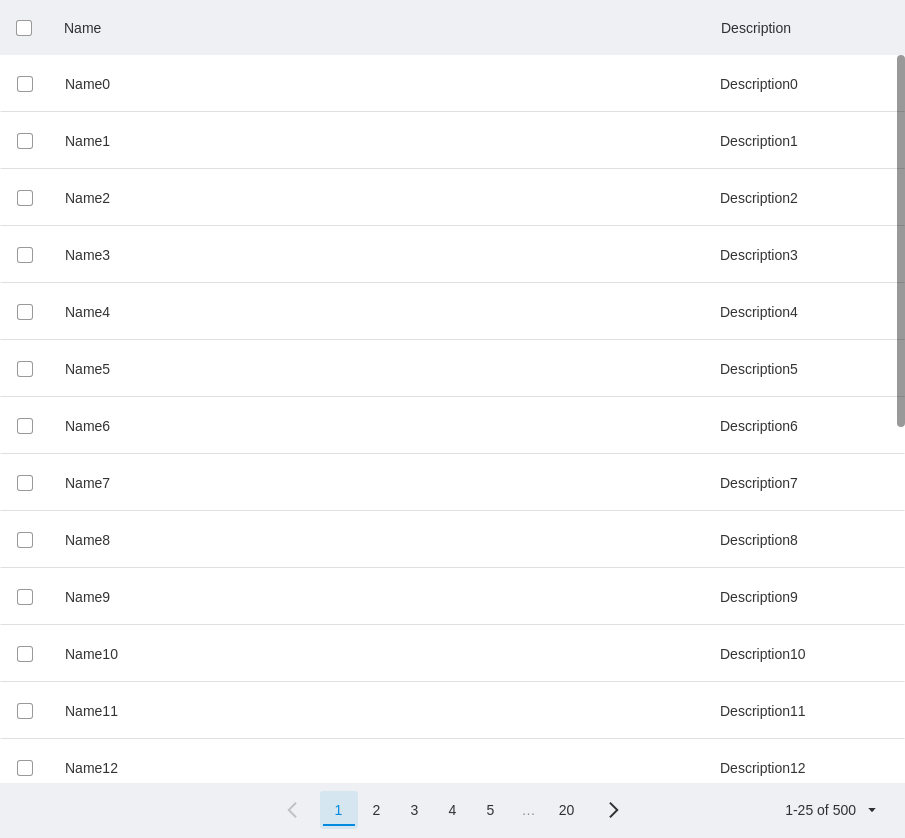 Name Description
Name0 Description0
Name1 Description1
Name2 Description2
Name3 Description3
Name4 Description4
Name5 Description5
Name6 Description6
Name7 Description7
Name8 Description8
Name9 Description9
Name10 Description10
Name11 Description11
Name12 Description12
1 2 3 4 5 … 20 1-25 of 500